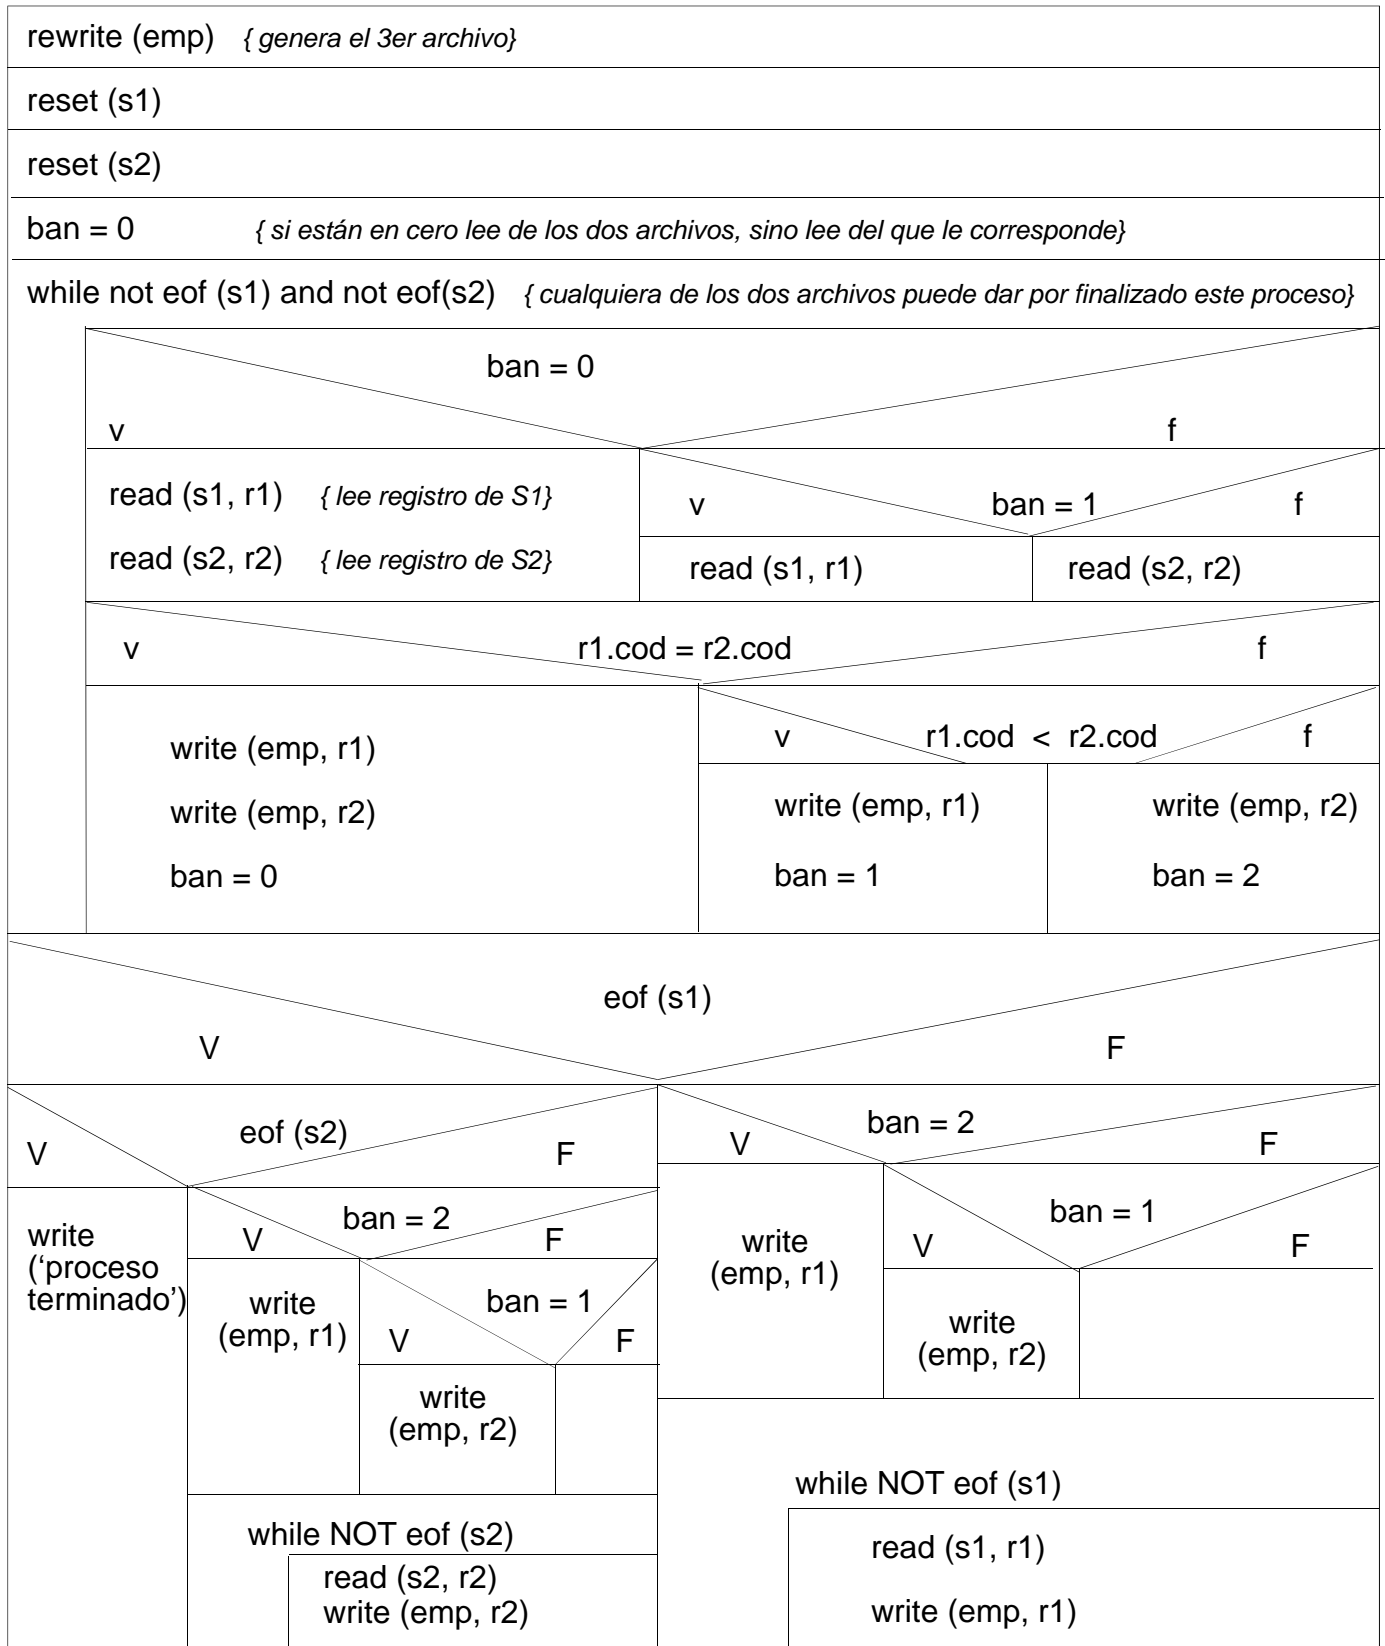 rewrite (emp) { genera el 3er archivo}
reset (s1)
reset (s2)
ban = 0 { si están en cero lee de los dos archivos, sino lee del que le corresponde}
while not eof (s1) and not eof(s2) { cualquiera de los dos archivos puede dar por finalizado este proceso}
ban = 0
v f
read (s1, r1) { lee registro de S1}
read (s2, r2) { lee registro de S2}
v ban = 1 f
read (s1, r1) read (s2, r2)
v r1.cod = r2.cod f
write (emp, r1)
write (emp, r2)
ban = 0
v r1.cod < r2.cod f
write (emp, r1) write (emp, r2)
ban = 1 ban = 2
eof (s1)
V F
V eof (s2) F
write
('proceso
terminado')
V ban = 2 F
write
(emp, r1)
V ban = 1 F
write
(emp, r2)
while NOT eof (s2)
read (s2, r2)
write (emp, r2)
V ban = 2 F
write
(emp, r1)
V ban = 1 F
write
(emp, r2)
while NOT eof (s1)
read (s1, r1)
write (emp, r1)